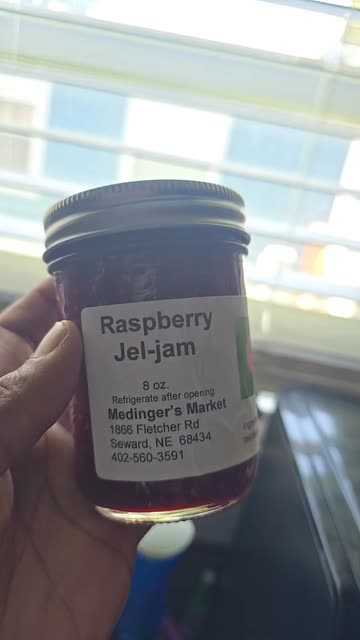 Raspberry
Jel-jam
8 oz.
Refrigerate after opening
Medinger's Market
1866 Fletcher Rd
Seward, NE 68434
402-560-3591